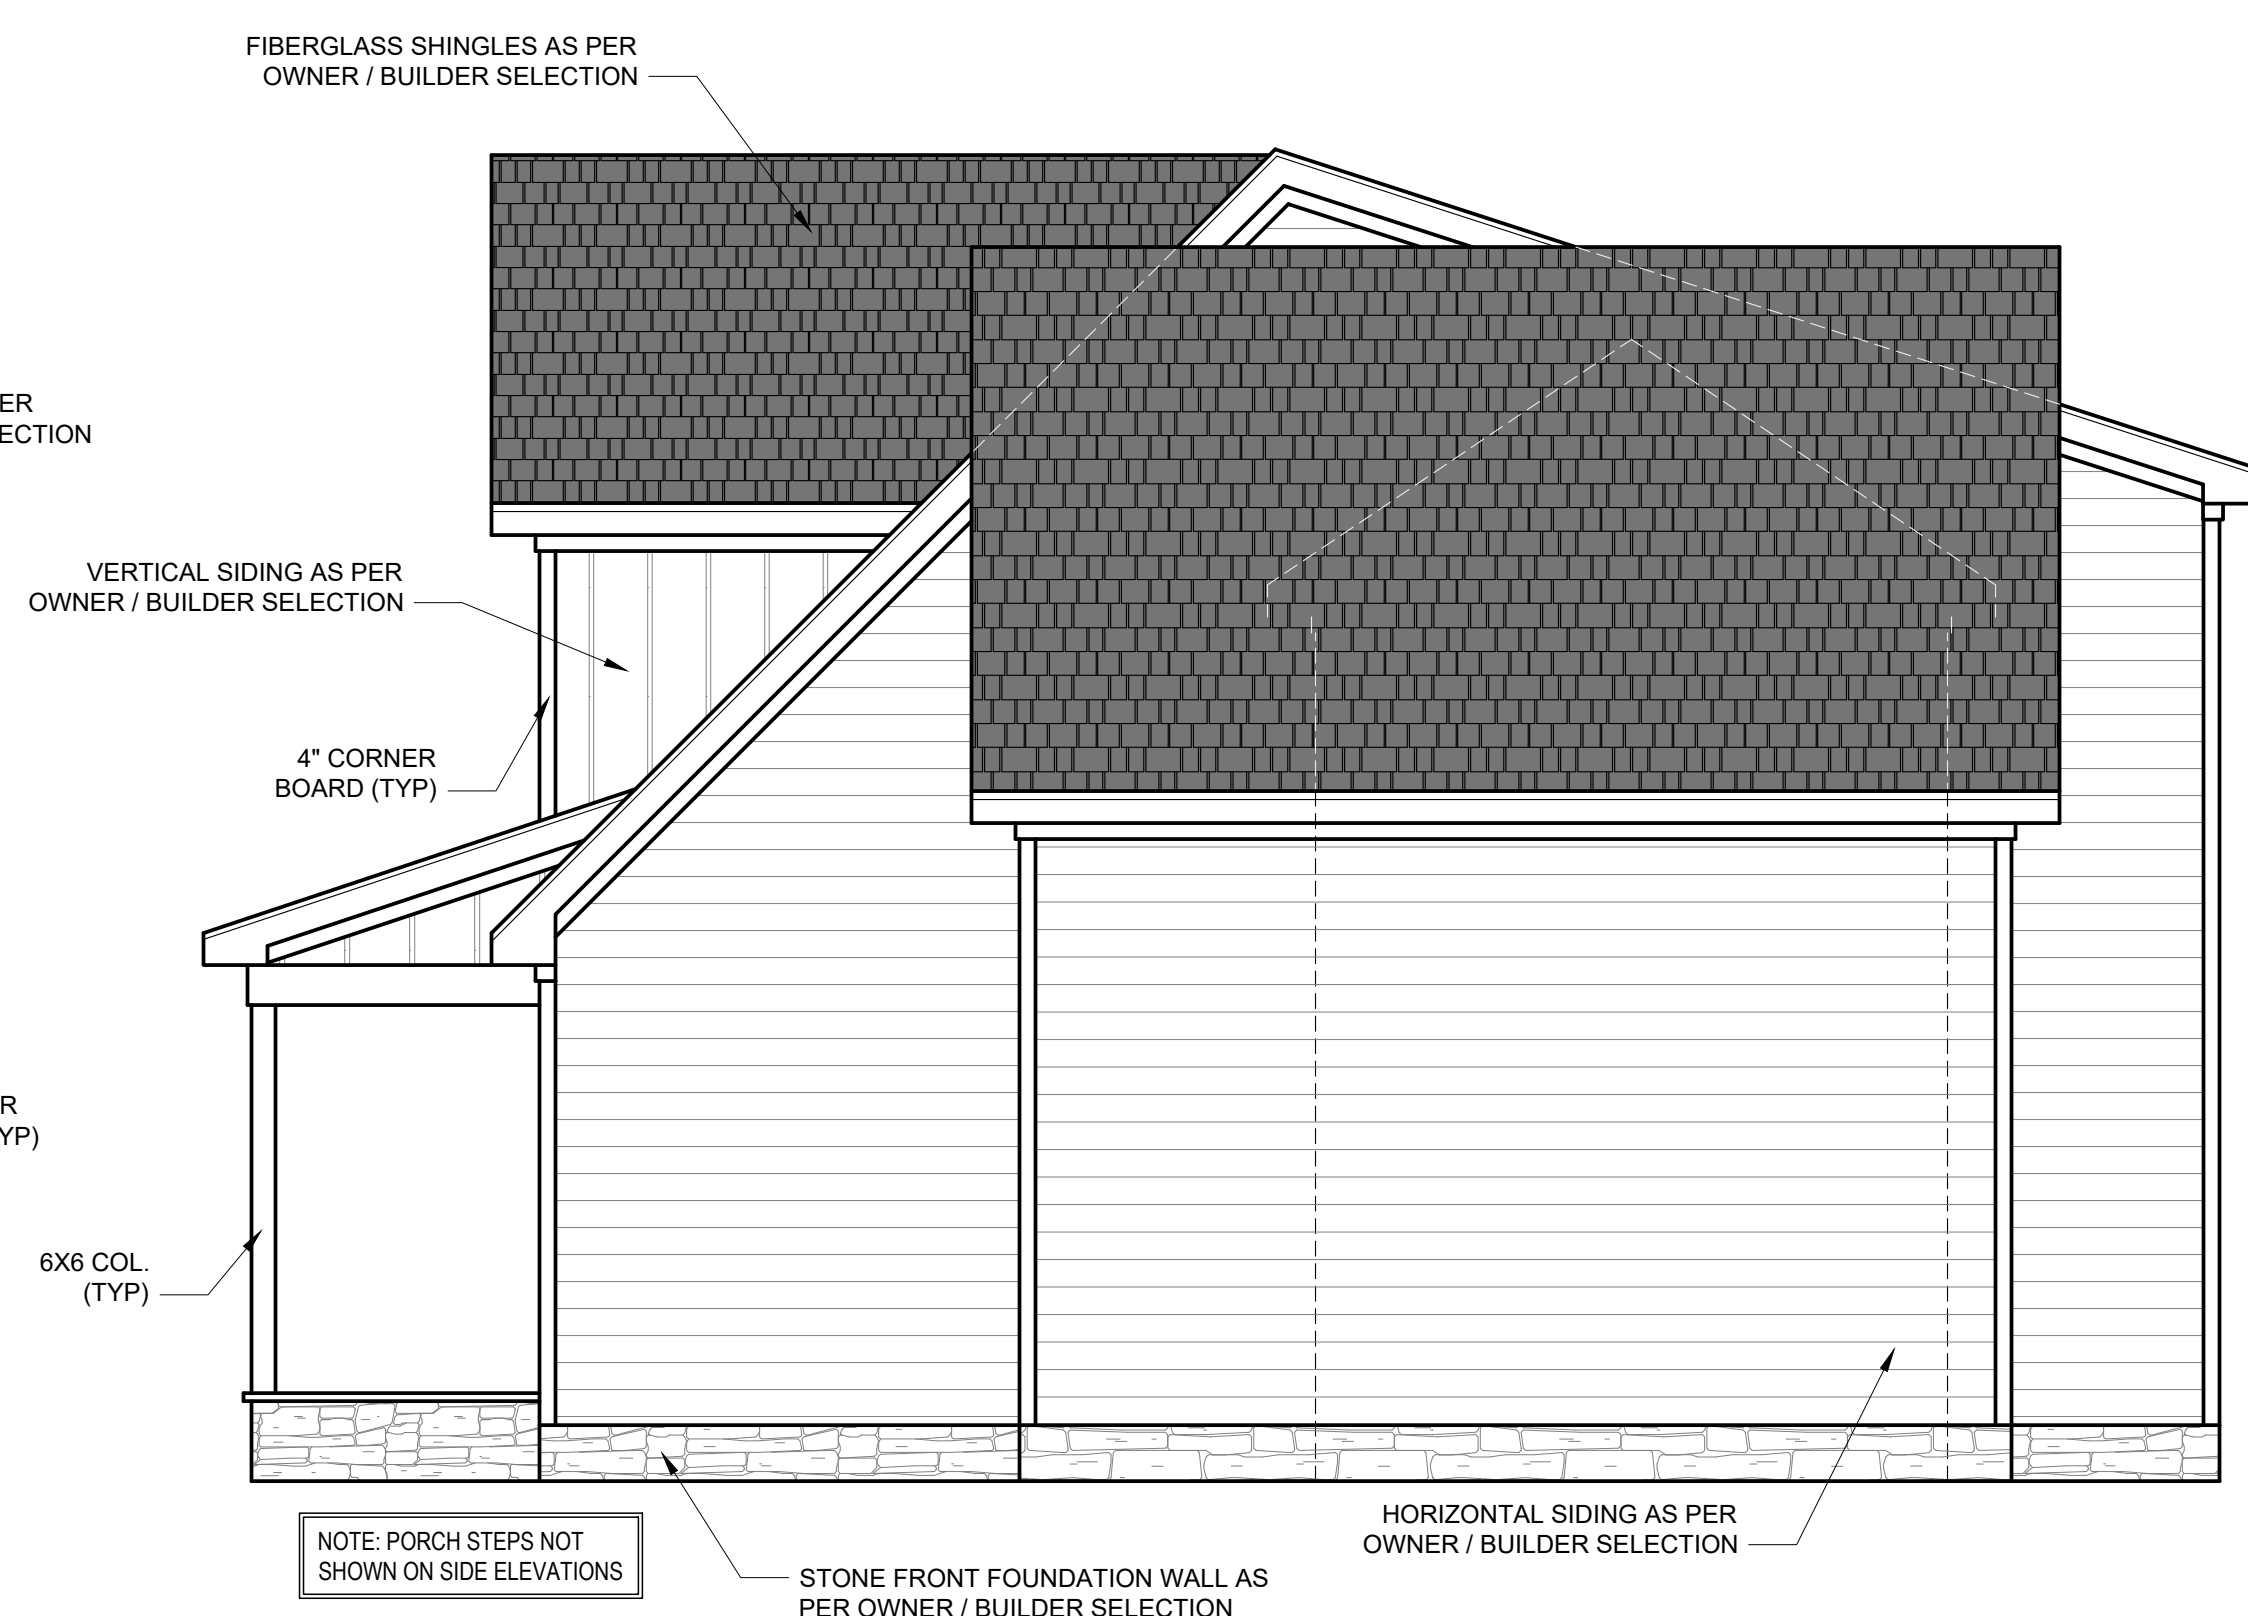 FIBERGLASS SHINGLES AS PER
OWNER / BUILDER SELECTION
ER
ECTION
VERTICAL SIDING AS PER
OWNER / BUILDER SELECTION
4" CORNER
BOARD (TYP)
R
YP)
6X6 COL.
(TYP)
HORIZONTAL SIDING AS PER
OWNER / BUILDER SELECTION
NOTE: PORCH STEPS NOT
SHOWN ON SIDE ELEVATIONS
STONE FRONT FOUNDATION WALL AS
PER OWNER / BUILDER SELECTION